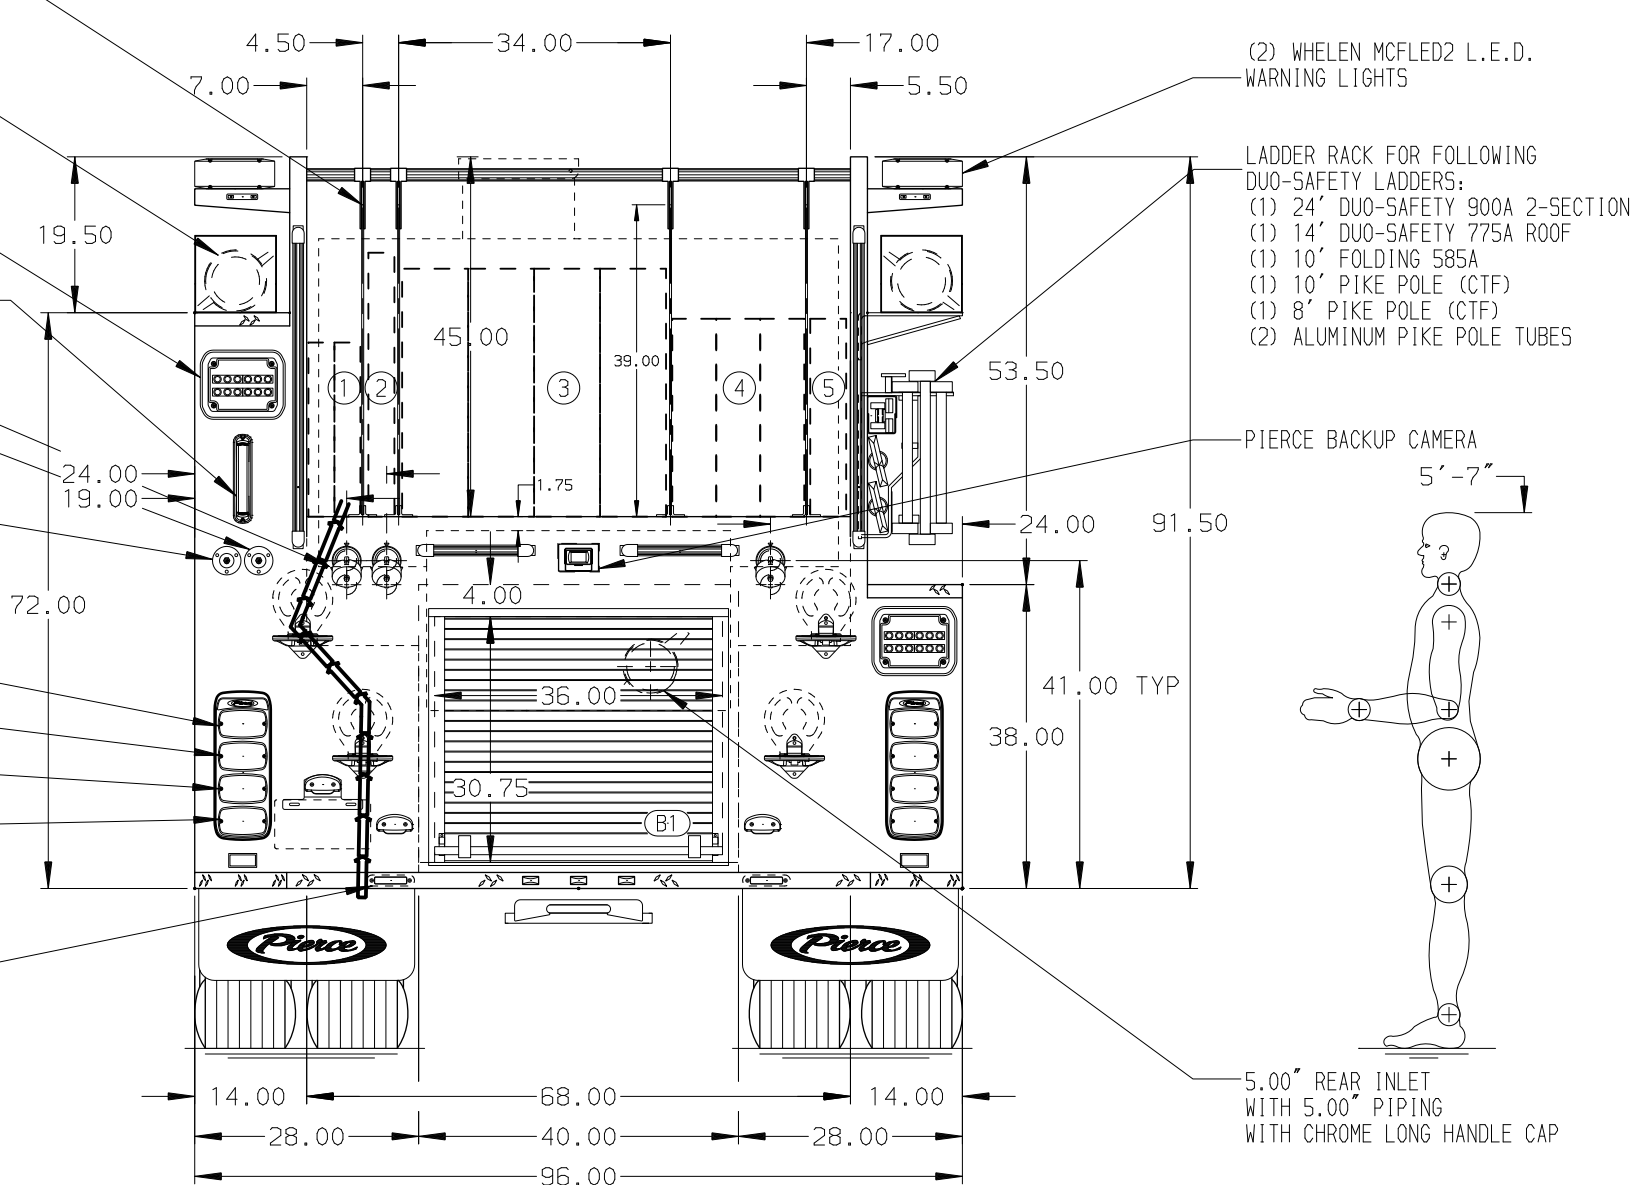 4.50
34.00
17.00
7.00
5.50
(2) WHELEN MCFLED2 L.E.D.
WARNING LIGHTS
LADDER RACK FOR FOLLOWING
DUO-SAFETY LADDERS:
(1) 24' DUO-SAFETY 900A 2-SECTION
(1) 14' DUO-SAFETY 775A ROOF
(1) 10' FOLDING 585A
(1) 10' PIKE POLE (CTF)
(1) 8' PIKE POLE (CTF)
(2) ALUMINUM PIKE POLE TUBES
19.50
45.00
39.00
53.50
1
2
3
4
5
PIERCE BACKUP CAMERA
24.00
19.00
1.75
24.00
91.50
5'-7"
72.00
4.00
41.00 TYP
36.00
38.00
30.75
B1
Pierce
Pierce
Pierce
Pierce
5.00" REAR INLET
WITH 5.00" PIPING
WITH CHROME LONG HANDLE CAP
14.00
68.00
14.00
28.00
40.00
28.00
96.00